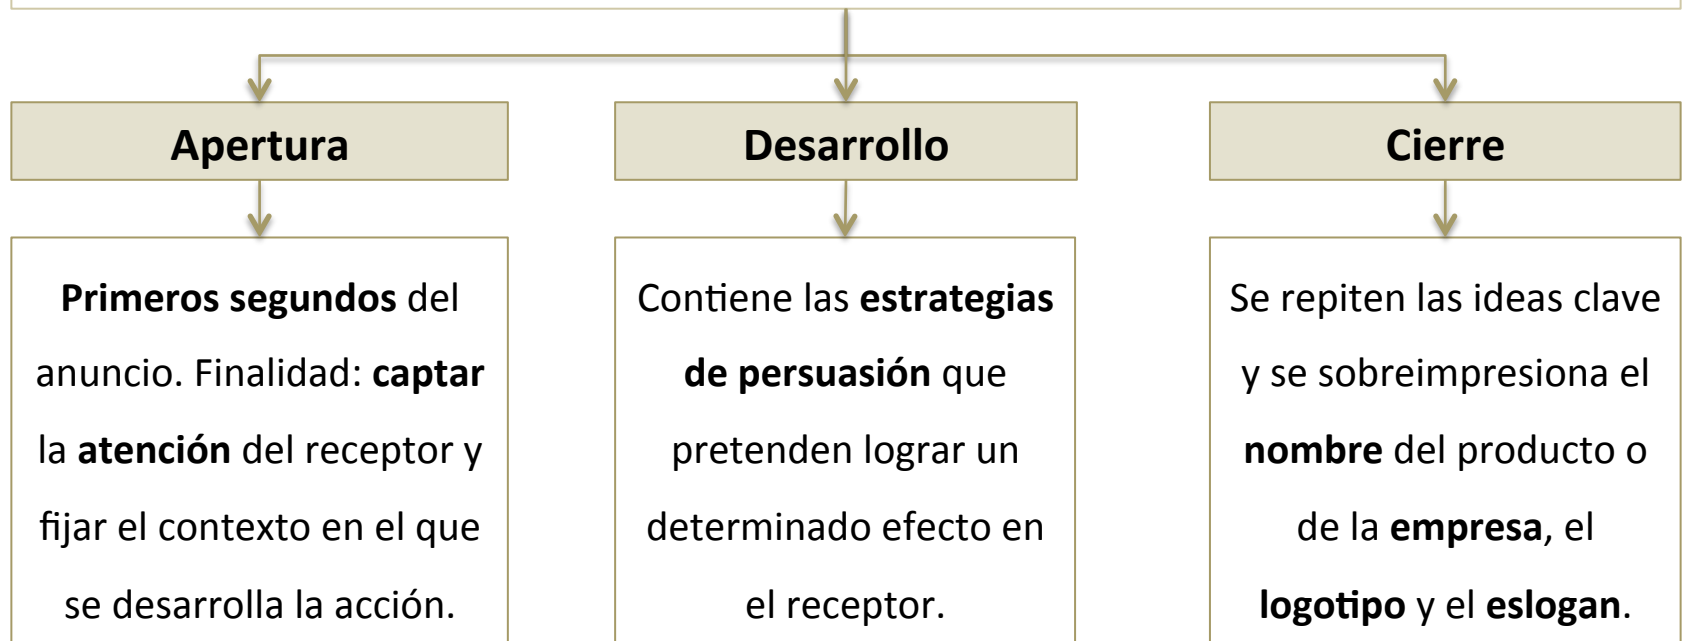 Apertura
Desarrollo
Cierre
Primeros segundos del
anuncio. Finalidad: captar
la atención del receptor y
fijar el contexto en el que
se desarrolla la acción.
Contiene las estrategias
de persuasión que
pretenden lograr un
determinado efecto en
el receptor.
Se repiten las ideas clave
y se sobreimpresiona el
nombre del producto o
de la empresa, el
logotipo y el eslogan.